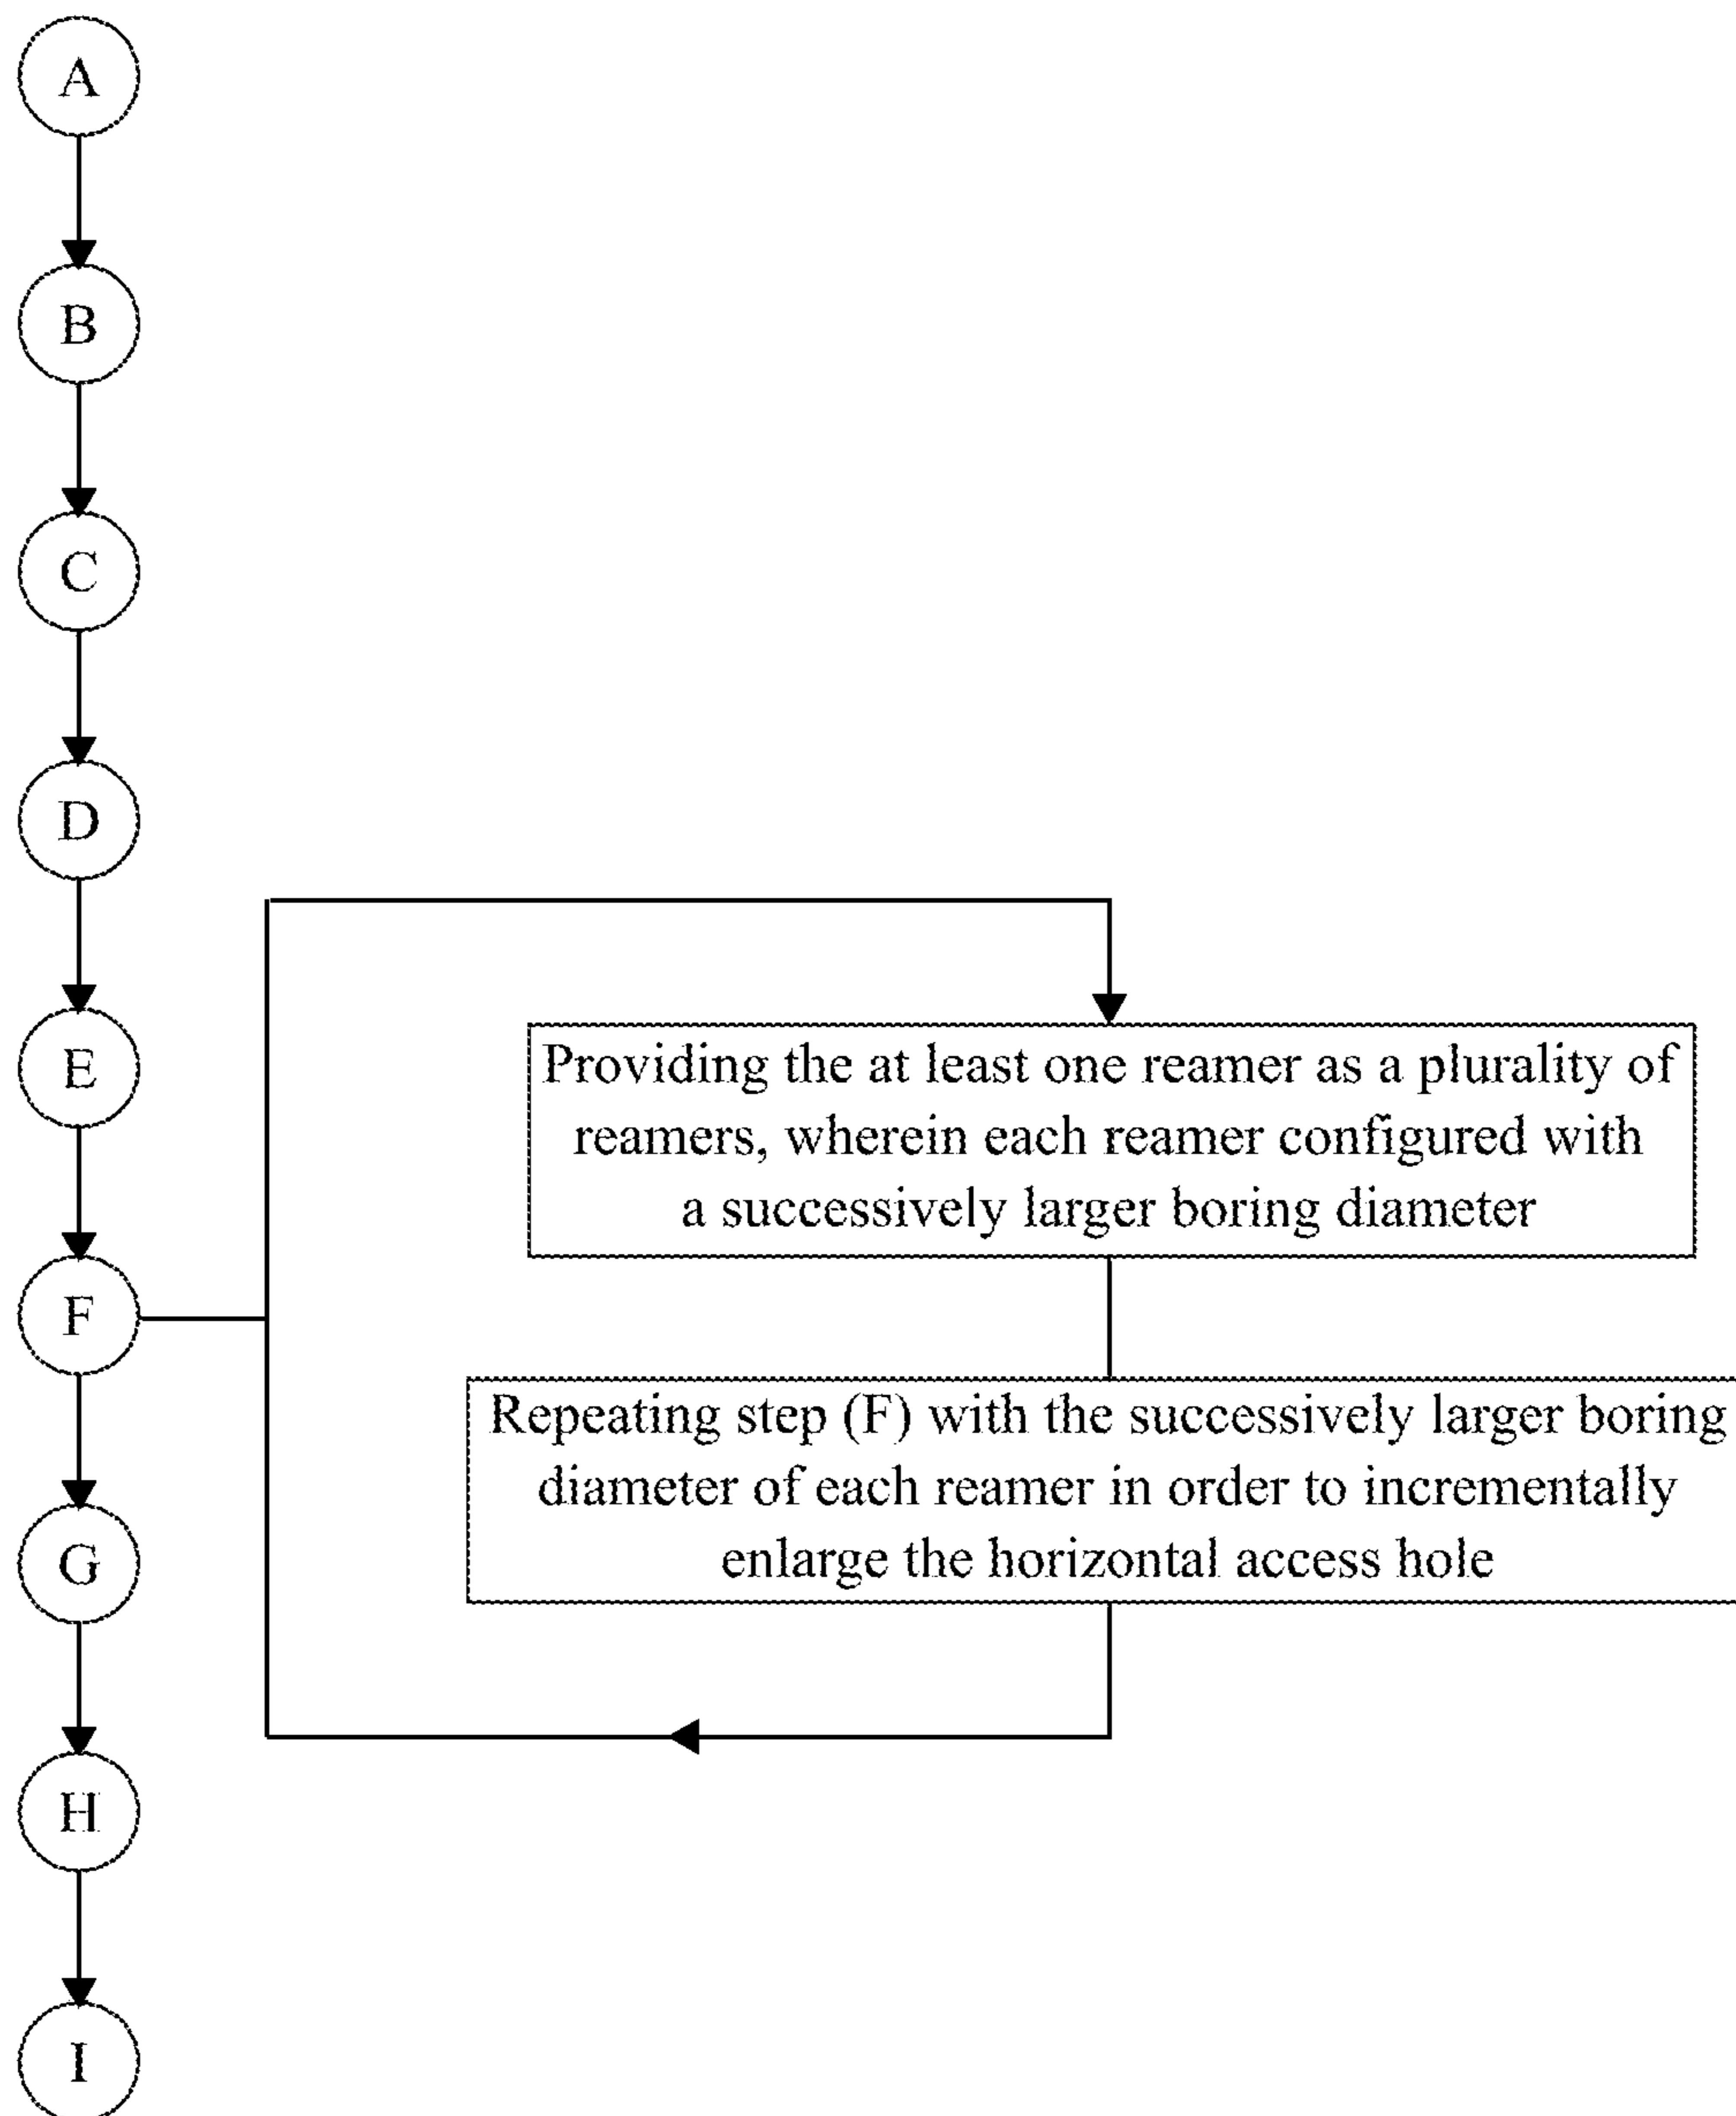 A
B
C
D
E
Providing the at least one reamer as a plurality of
reamers, wherein each reamer configured with
a successively larger boring diameter
F
Repeating step (F) with the successively larger boring
diameter of each reamer in order to incrementally
enlarge the horizontal access hole
G
H
I